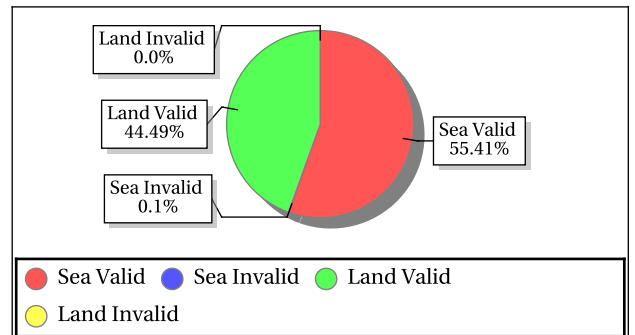 Land Invalid
0.0%
Land Valid
44.49%
Sea Valid
55.41%
Sea Invalid
0.1%
Sea Valid Sea Invalid Land Valid
Land Invalid